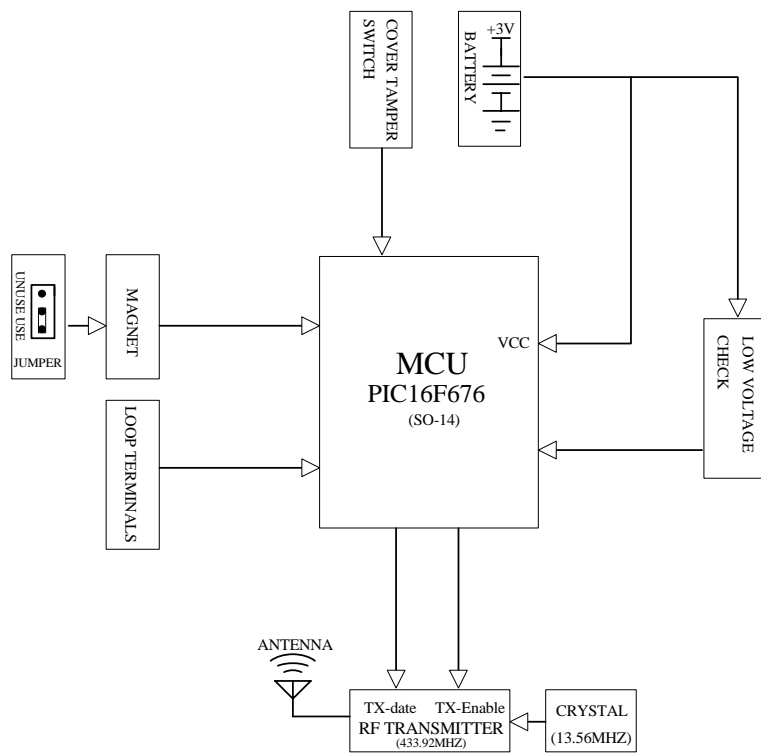 COVER TAMPER
SWITCH
+3V
BATTERY
UNUSE USE
JUMPER
MAGNET
LOOP TERMINALS
VCC
MCU
PIC16F676
(SO-14)
LOW VOLTAGE
CHECK
ANTENNA
TX-date TX-Enable
RF TRANSMITTER
(433.92MHZ)
CRYSTAL
(13.56MHZ)